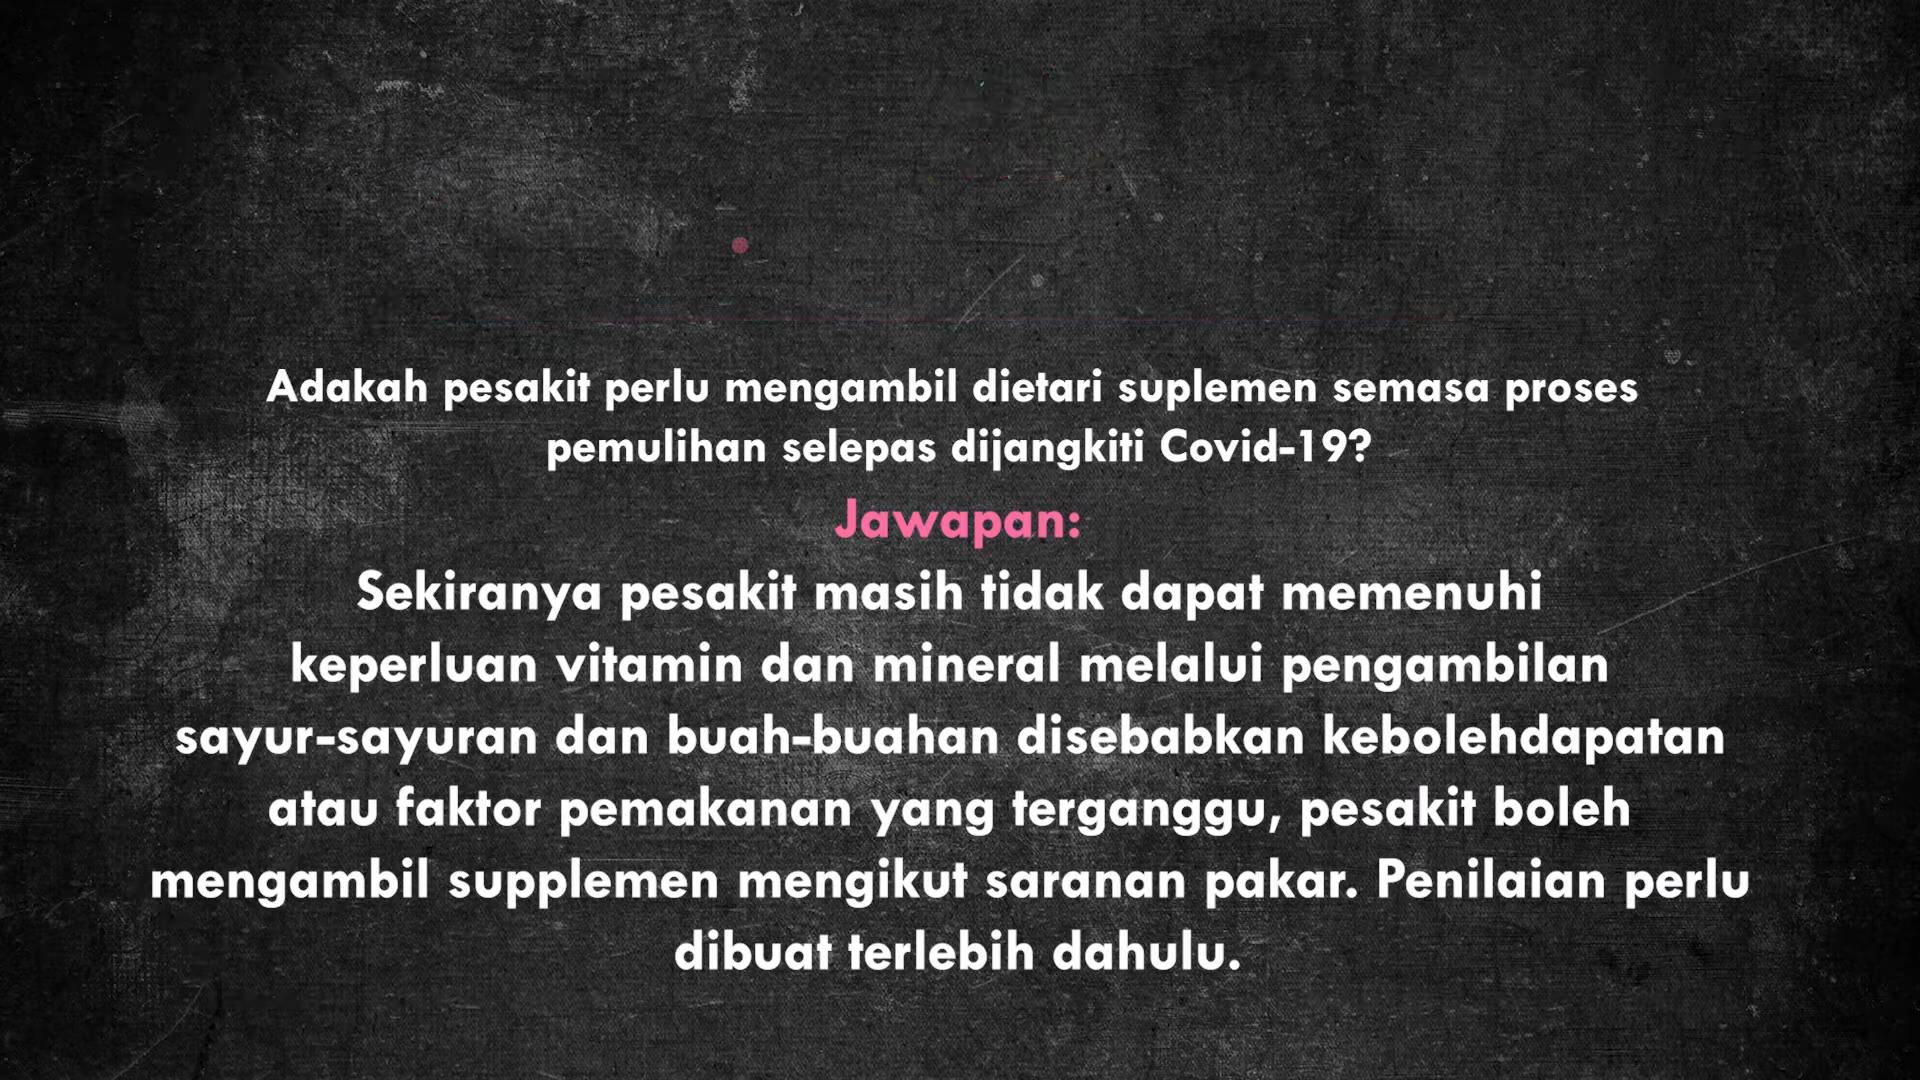 Adakah pesakit perlu mengambil dietari suplemen semasa proses
pemulihan selepas dijangkiti Covid-19?
Jawapan:
Sekiranya pesakit masih tidak dapat memenuhi
keperluan vitamin dan mineral melalui pengambilan
sayur-sayuran dan buah-buahan disebabkan kebolehdapatan
atau faktor pemakanan yang terganggu, pesakit boleh
mengambil supplemen mengikut saranan pakar. Penilaian perlu
dibuat terlebih dahulu.